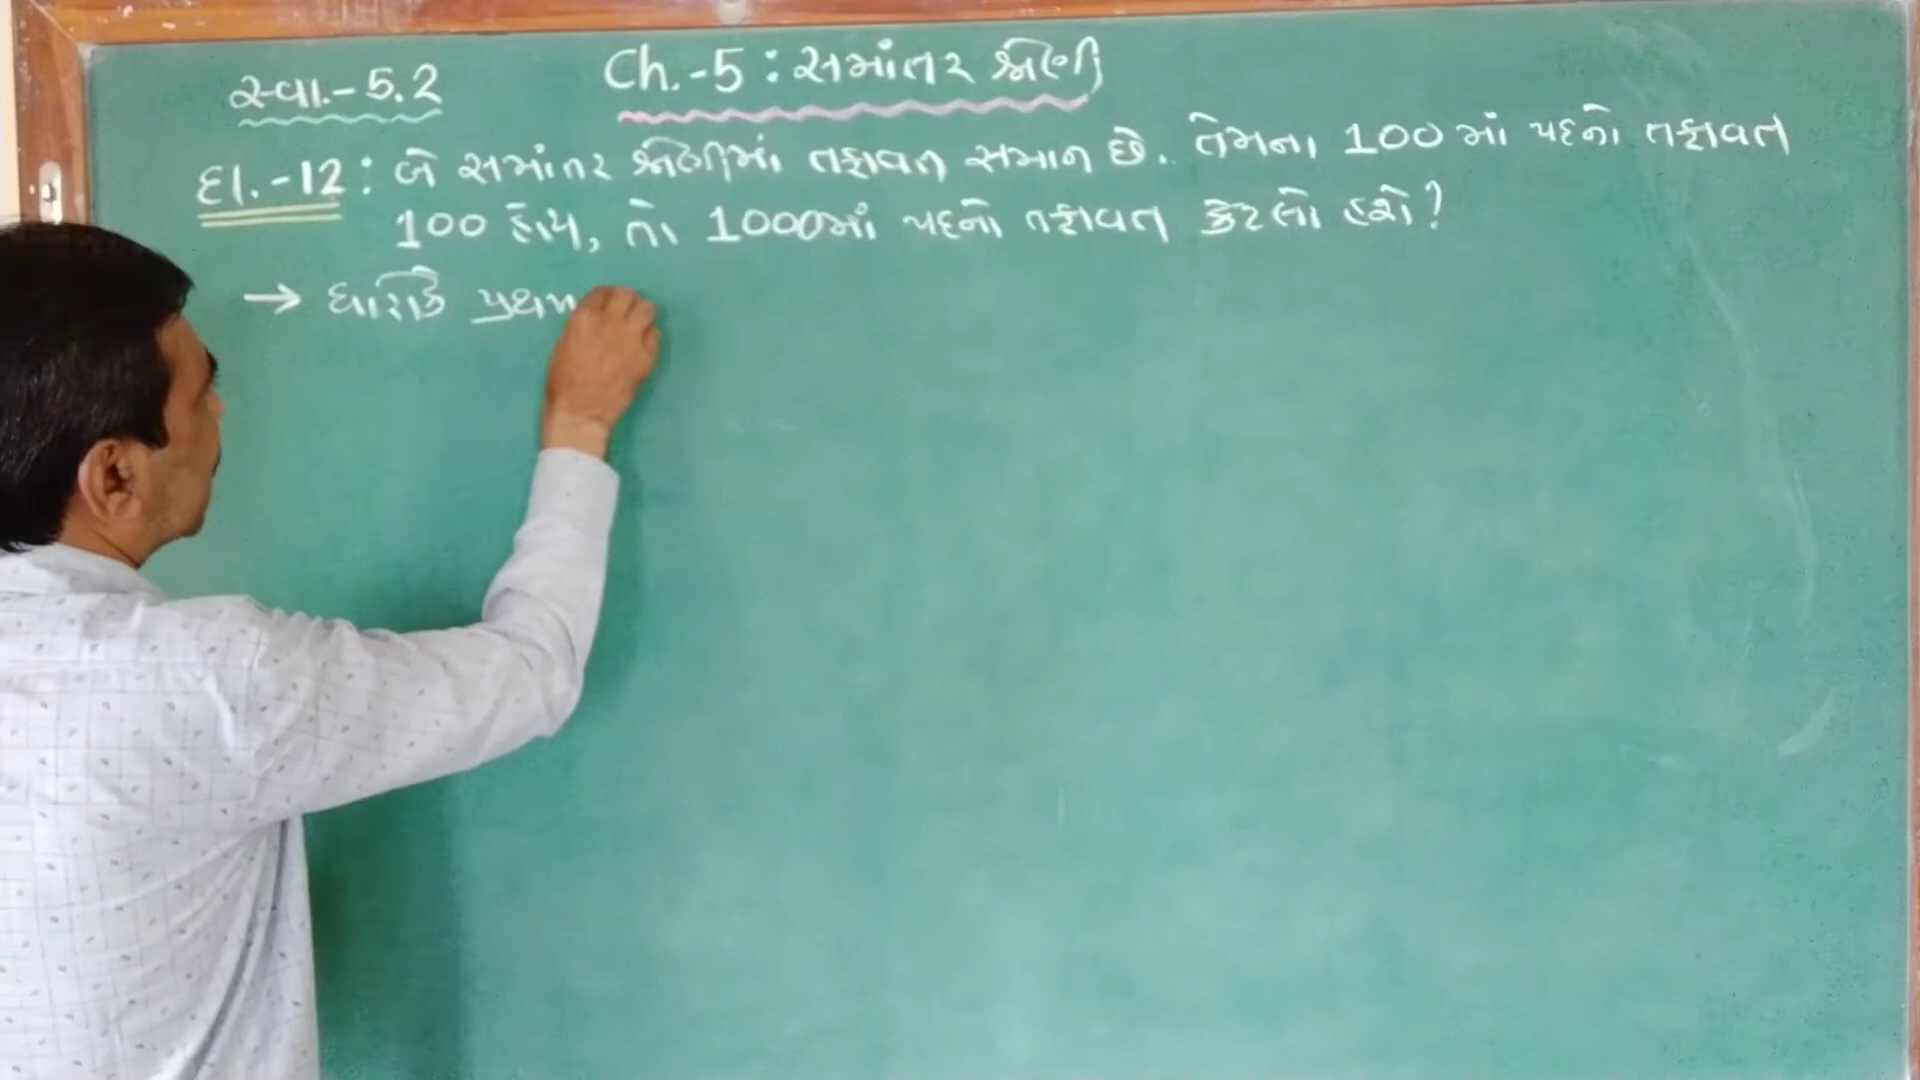 સ્વા.-5.2
Ch.-5 : સમાંતર શ્રેણી
દા.-12 : બે સમાંતર શ્રેણીમાં તફાવત સમાન છે. તેમના 100 માં પદનો તફાવત
100 હોય, તો 1000માં પદનો તફાવત કેટલો હશે?
→ ધારોકે પ્રથમ